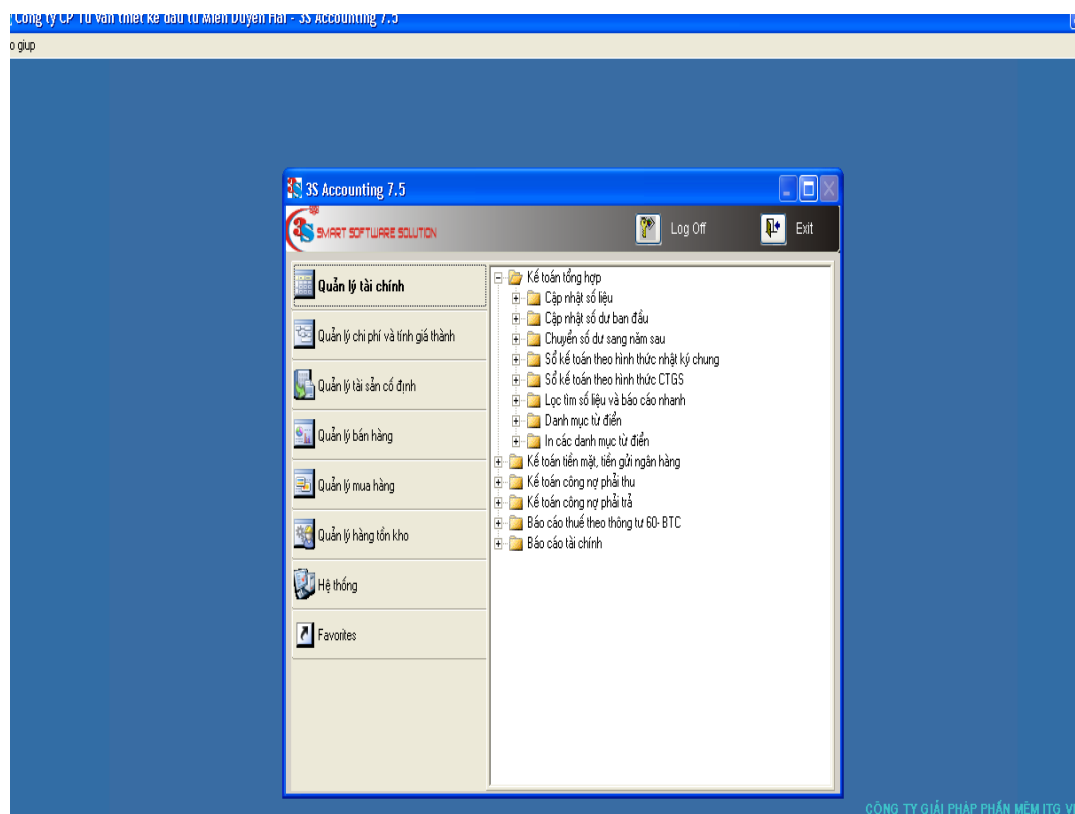 Công ty CP Tư vấn thiết kế đầu tư Miền Duyên Hải - 3S Accounting 7.5
o giup
3S Accounting 7.5
3S SMART SOFTWARE SOLUTION
Log Off
Exit
Quản lý tài chính
Quản lý chi phí và tính giá thành
Quản lý tài sản cố định
Quản lý bán hàng
Quản lý mua hàng
Quản lý hàng tồn kho
Hệ thống
Favorites
Kế toán tổng hợp
Cập nhật số liệu
Cập nhật số dư ban đầu
Chuyển số dư sang năm sau
Sổ kế toán theo hình thức nhật ký chung
Sổ kế toán theo hình thức CTGS
Lọc tìm số liệu và báo cáo nhanh
Danh mục từ điển
In các danh mục từ điển
Kế toán tiền mặt, tiền gửi ngân hàng
Kế toán công nợ phải thu
Kế toán công nợ phải trả
Báo cáo thuế theo thông tư 60- BTC
Báo cáo tài chính
CÔNG TY GIẢI PHÁP PHẦN MỀM ITG V